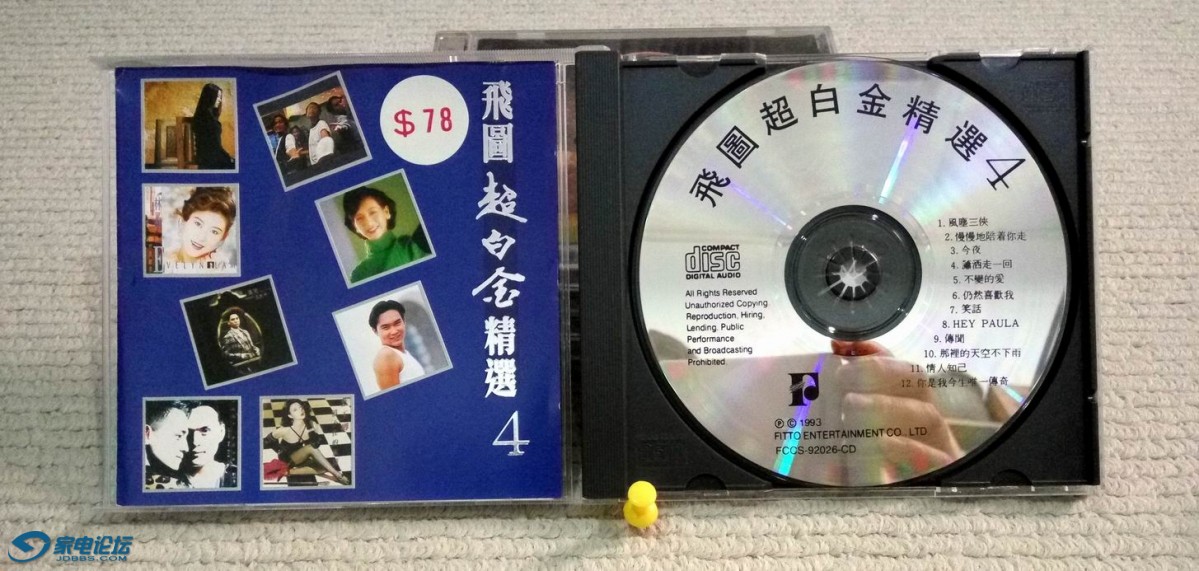 $78
飛圖超白金精選4
EVELYN
飛圖超白金精選4
COMPACT
disc
DIGITAL AUDIO
All Rights Reserved
Unauthorized Copying,
Reproduction, Hiring,
Lending, Public
Performance
and Broadcasting
Prohibited.
1. 風塵三俠
2. 慢慢地陪着你走
3. 今夜
4. 瀟洒走一回
5. 不變的愛
6. 仍然喜歡我
7. 笑話
8. HEY PAULA
9. 傳聞
10. 那裡的天空不下雨
11. 情人知己
12. 你是我今生唯一傳奇
F
℗ © 1993
FITTO ENTERTAINMENT CO., LTD.
FCCS-92026-CD
家电论坛
JDBBS.COM